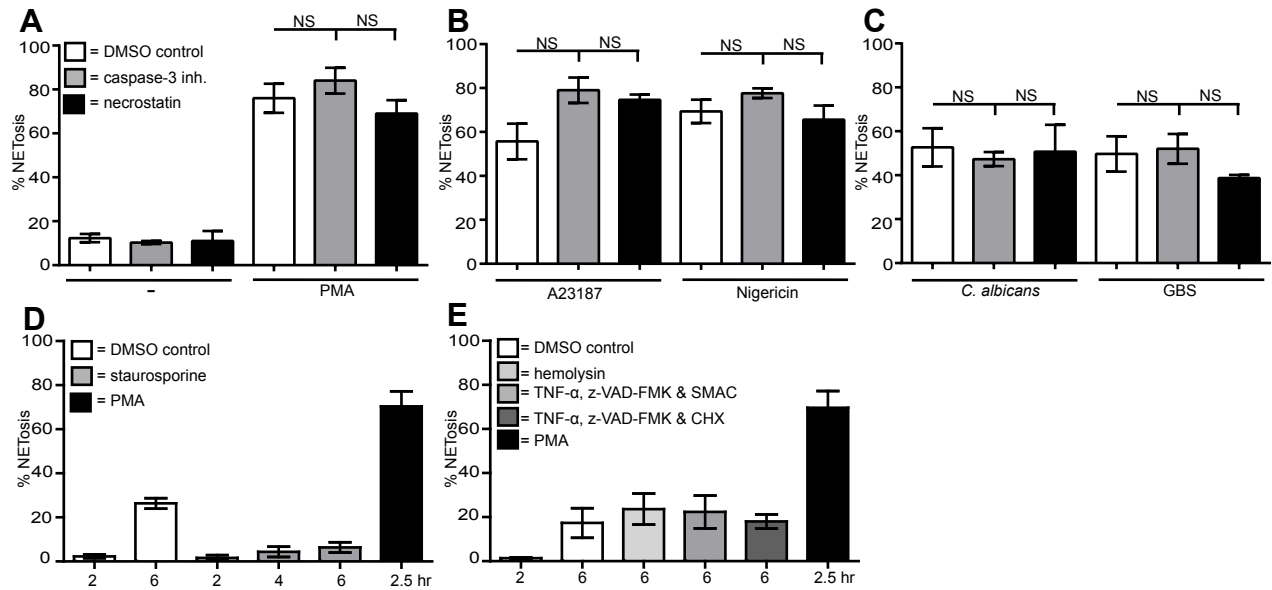 A
NS NS
% NETosis
100
80
60
40
20
0
= DMSO control
= caspase-3 inh.
= necrostatin
– PMA
B
NS NS NS NS
% NETosis
100
80
60
40
20
0
A23187 Nigericin
C
NS NS NS NS
% NETosis
100
80
60
40
20
0
C. albicans GBS
D
% NETosis
100
80
60
40
20
0
= DMSO control
= staurosporine
= PMA
2 6 2 4 6 2.5 hr
E
% NETosis
100
80
60
40
20
0
= DMSO control
= hemolysin
= TNF-α, z-VAD-FMK & SMAC
= TNF-α, z-VAD-FMK & CHX
= PMA
2 6 6 6 6 2.5 hr